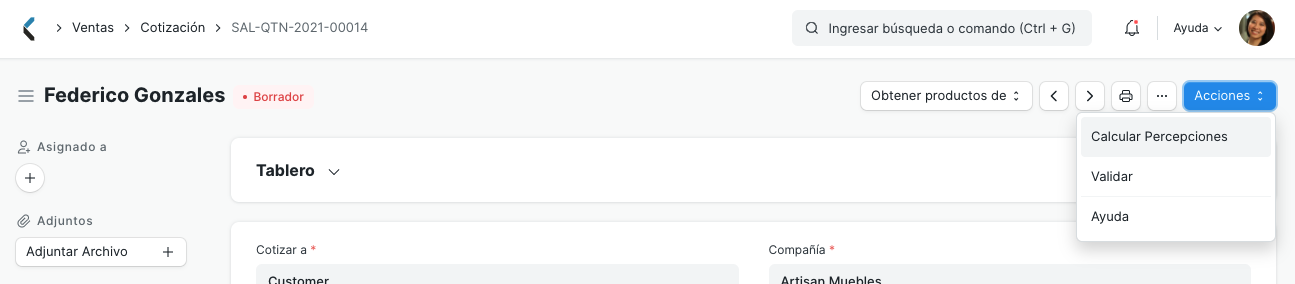 Ventas > Cotización > SAL-QTN-2021-00014
Ingresar búsqueda o comando (Ctrl + G)
Ayuda
Federico Gonzales
• Borrador
Obtener productos de
Acciones
Calcular Percepciones
Validar
Ayuda
Asignado a
Adjuntos
Adjuntar Archivo +
Tablero
Cotizar a *
Compañía *
Customer
Artisan Muebles